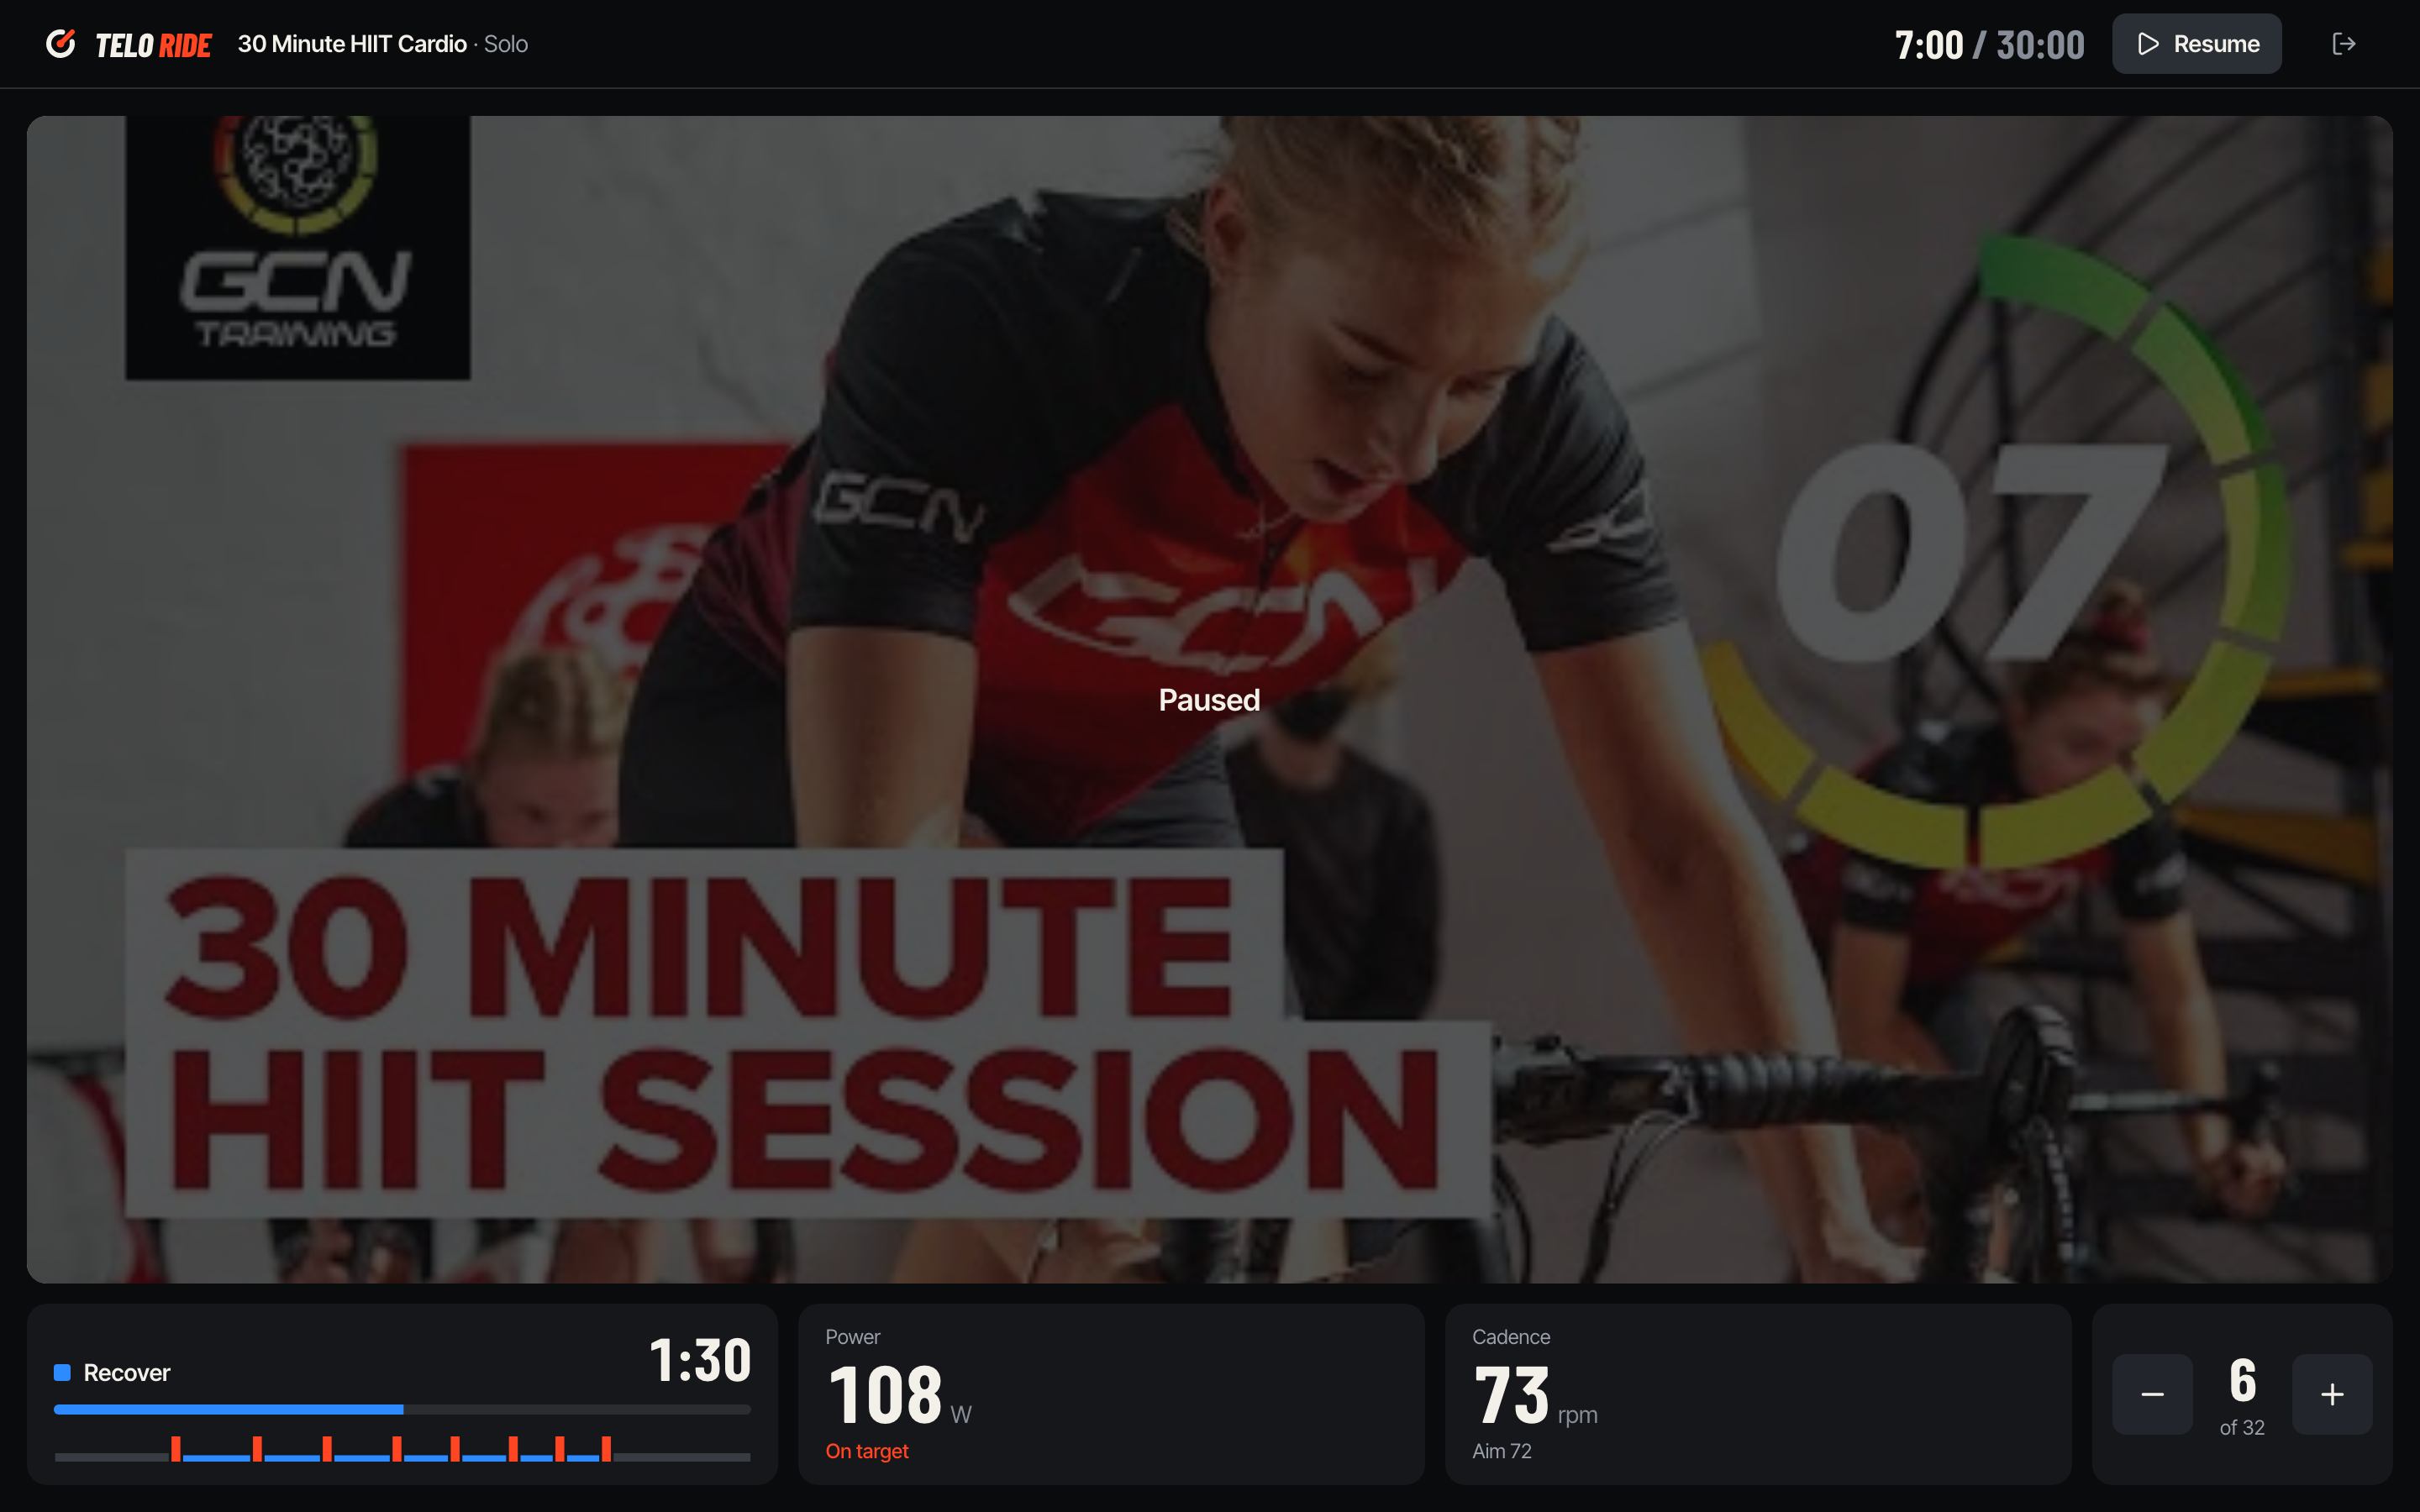 TELO RIDE
30 Minute HIIT Cardio · Solo
7:00 / 30:00
Resume
GCN
TRAINING
GCN
GCN
07
Paused
30 MINUTE
HIIT SESSION
Recover
1:30
Power
108 W
On target
Cadence
73 rpm
Aim 72
6
of 32